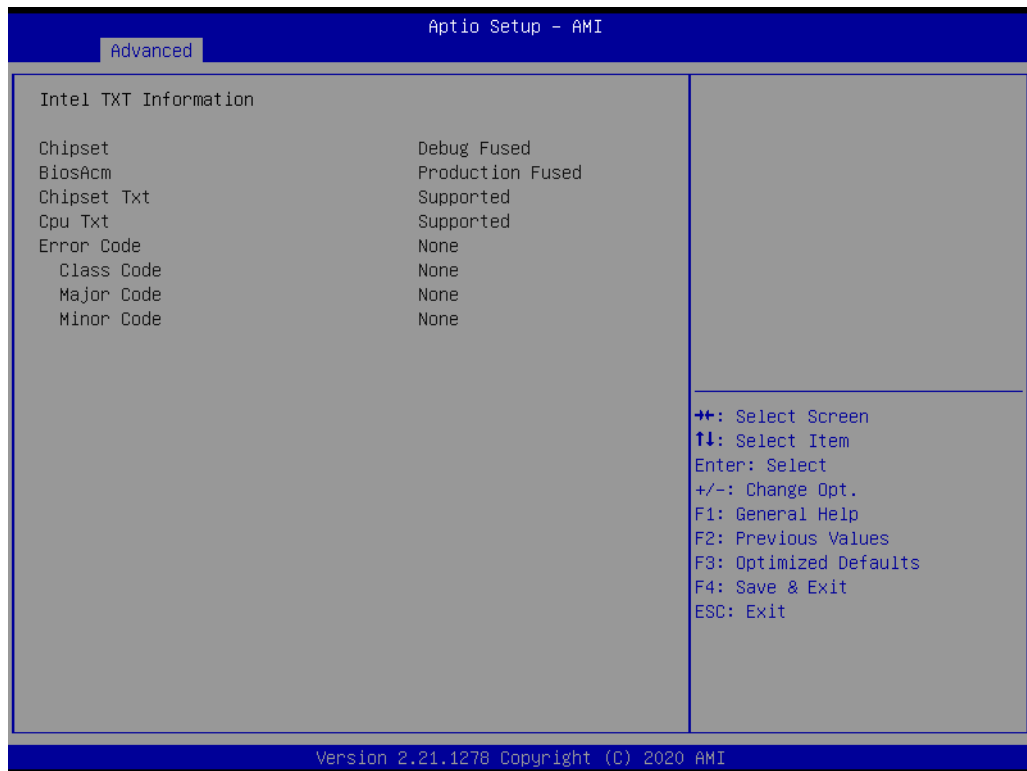 Aptio Setup – AMI
Advanced
Intel TXT Information
Chipset Debug Fused
BiosAcm Production Fused
Chipset Txt Supported
Cpu Txt Supported
Error Code None
Class Code None
Major Code None
Minor Code None
→←: Select Screen
↑↓: Select Item
Enter: Select
+/-: Change Opt.
F1: General Help
F2: Previous Values
F3: Optimized Defaults
F4: Save & Exit
ESC: Exit
Version 2.21.1278 Copyright (C) 2020 AMI